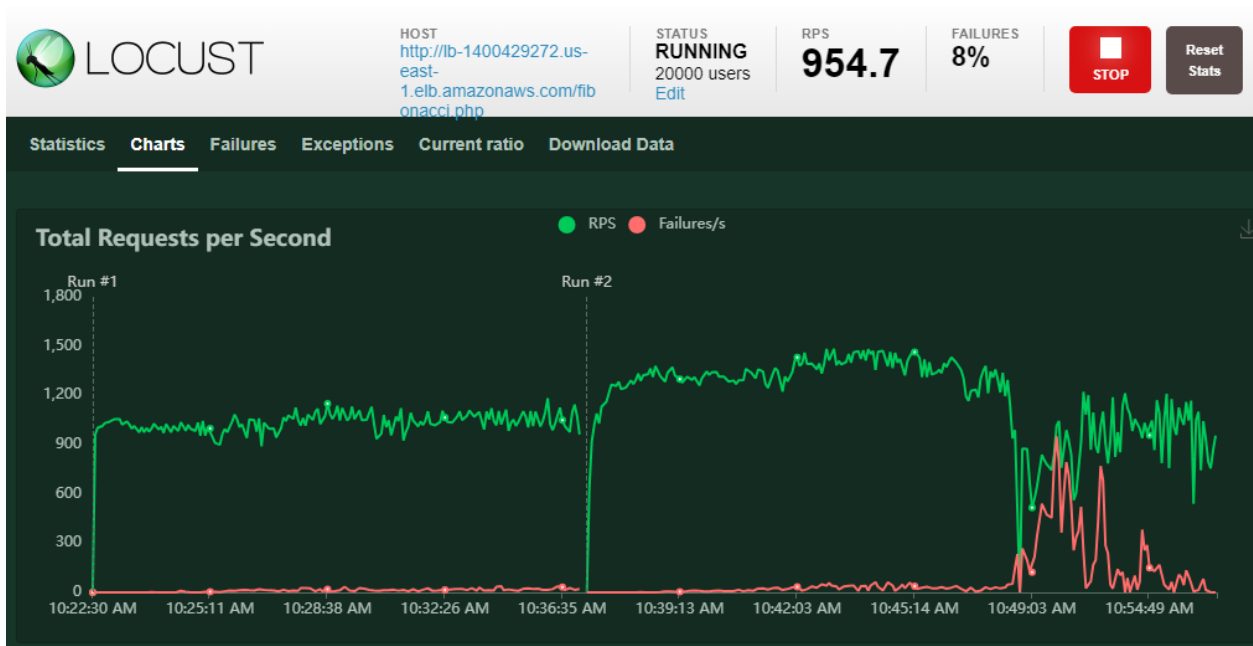 LOCUST
HOST
http://lb-1400429272.us-
east-
1.elb.amazonaws.com/fib
onacci.php
STATUS
RUNNING
20000 users
Edit
RPS
954.7
FAILURES
8%
STOP
Reset
Stats
Statistics Charts Failures Exceptions Current ratio Download Data
Total Requests per Second
RPS Failures/s
Run #1 Run #2
1,800
1,500
1,200
900
600
300
0
10:22:30 AM 10:25:11 AM 10:28:38 AM 10:32:26 AM 10:36:35 AM 10:39:13 AM 10:42:03 AM 10:45:14 AM 10:49:03 AM 10:54:49 AM